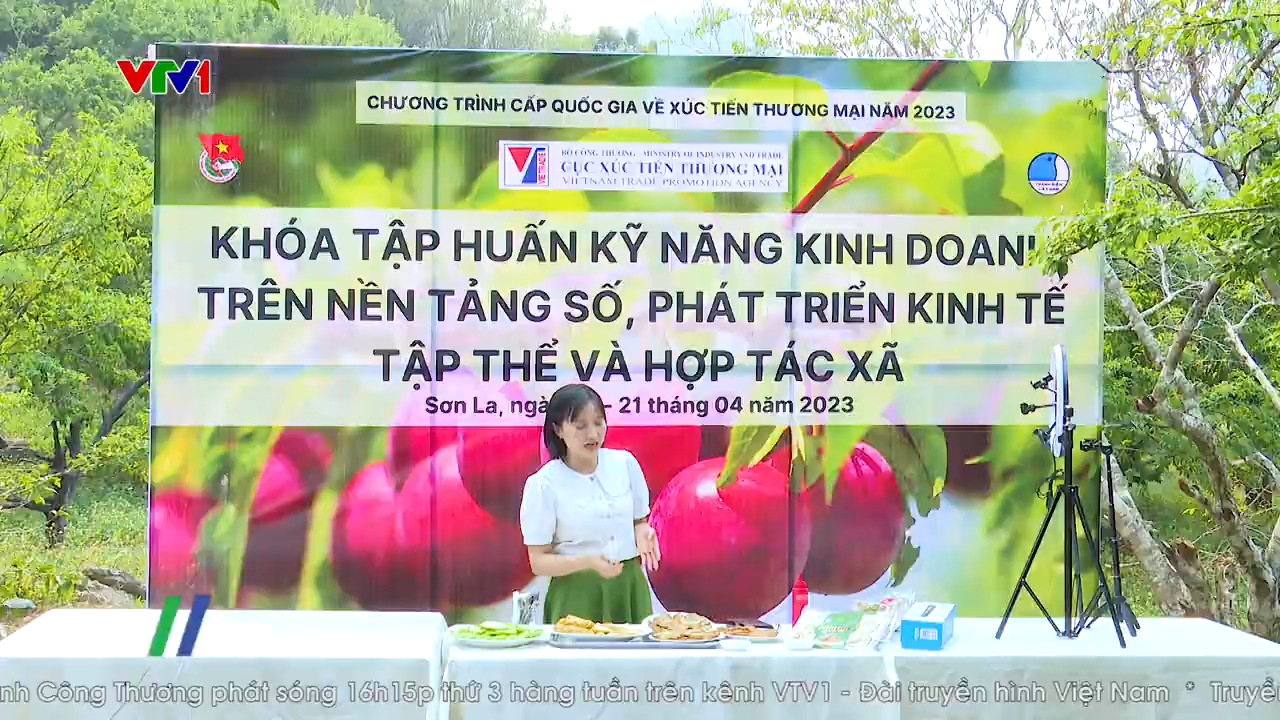 VTV1
CHƯƠNG TRÌNH CẤP QUỐC GIA VỀ XÚC TIẾN THƯƠNG MẠI NĂM 2023
BỘ CÔNG THƯƠNG - MINISTRY OF INDUSTRY AND TRADE
VIETRADE
CỤC XÚC TIẾN THƯƠNG MẠI
VIETNAM TRADE PROMOTION AGENCY
KHÓA TẬP HUẤN KỸ NĂNG KINH DOAN
TRÊN NỀN TẢNG SỐ, PHÁT TRIỂN KINH TẾ
TẬP THỂ VÀ HỢP TÁC XÃ
Sơn La, ngà - 21 tháng 04 năm 2023
nh Công Thương phát sóng 16h15p thứ 3 hàng tuần trên kênh VTV1 - Đài truyền hình Việt Nam * Truyề